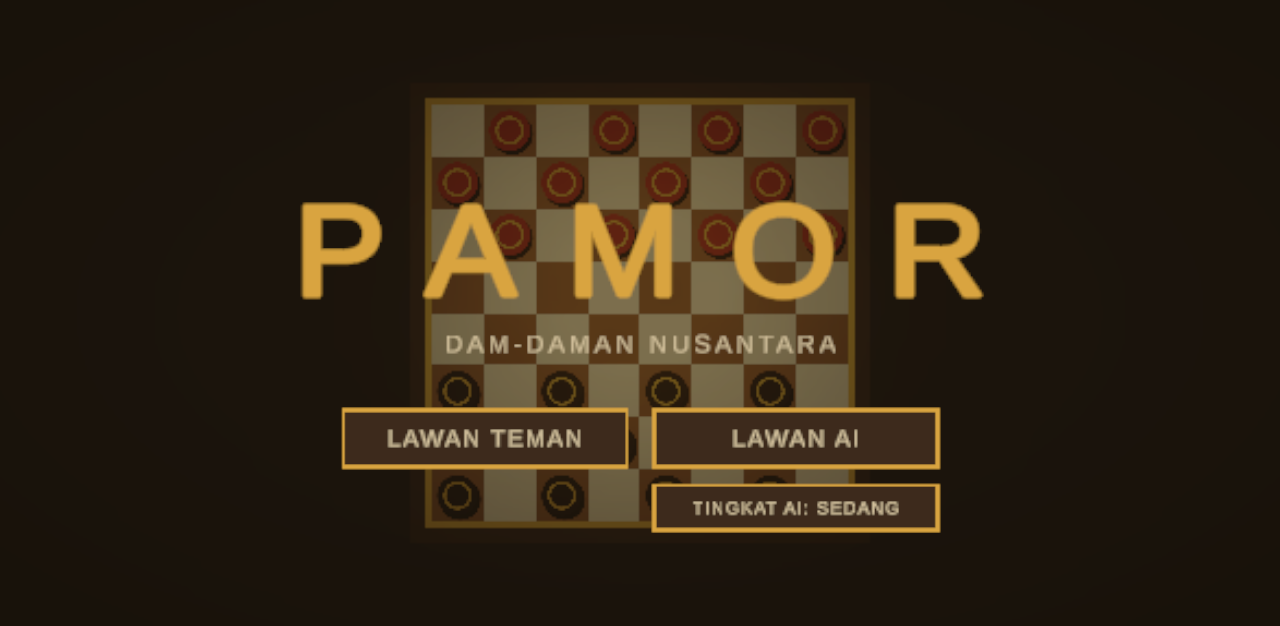 PAMOR
DAM-DAMAN NUSANTARA
LAWAN TEMAN
LAWAN AI
TINGKAT AI: SEDANG